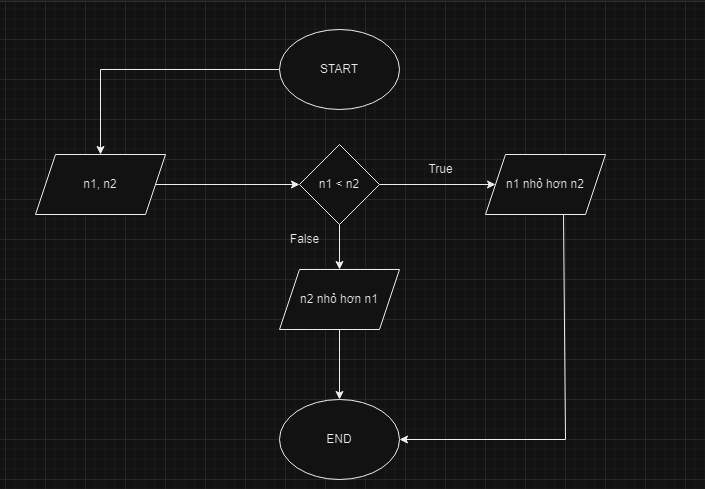 START
n1, n2
n1 < n2
True
n1 nhỏ hơn n2
False
n2 nhỏ hơn n1
END